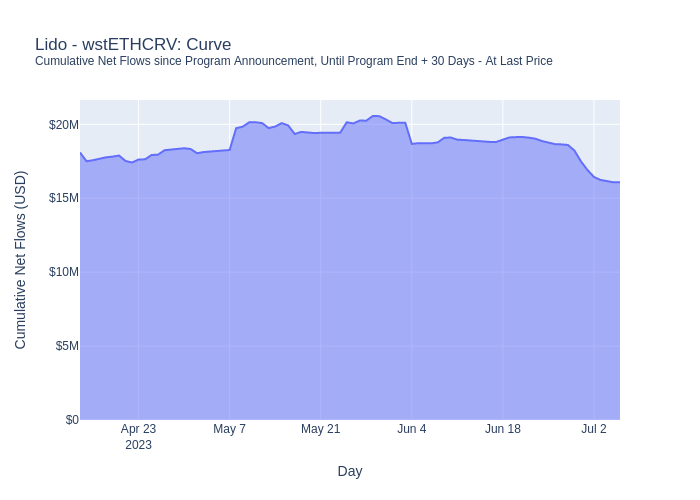 Lido - wstETHCRV: Curve
Cumulative Net Flows since Program Announcement, Until Program End + 30 Days - At Last Price
Cumulative Net Flows (USD)
$20M
$15M
$10M
$5M
$0
Apr 23 May 7 May 21 Jun 4 Jun 18 Jul 2
2023
Day